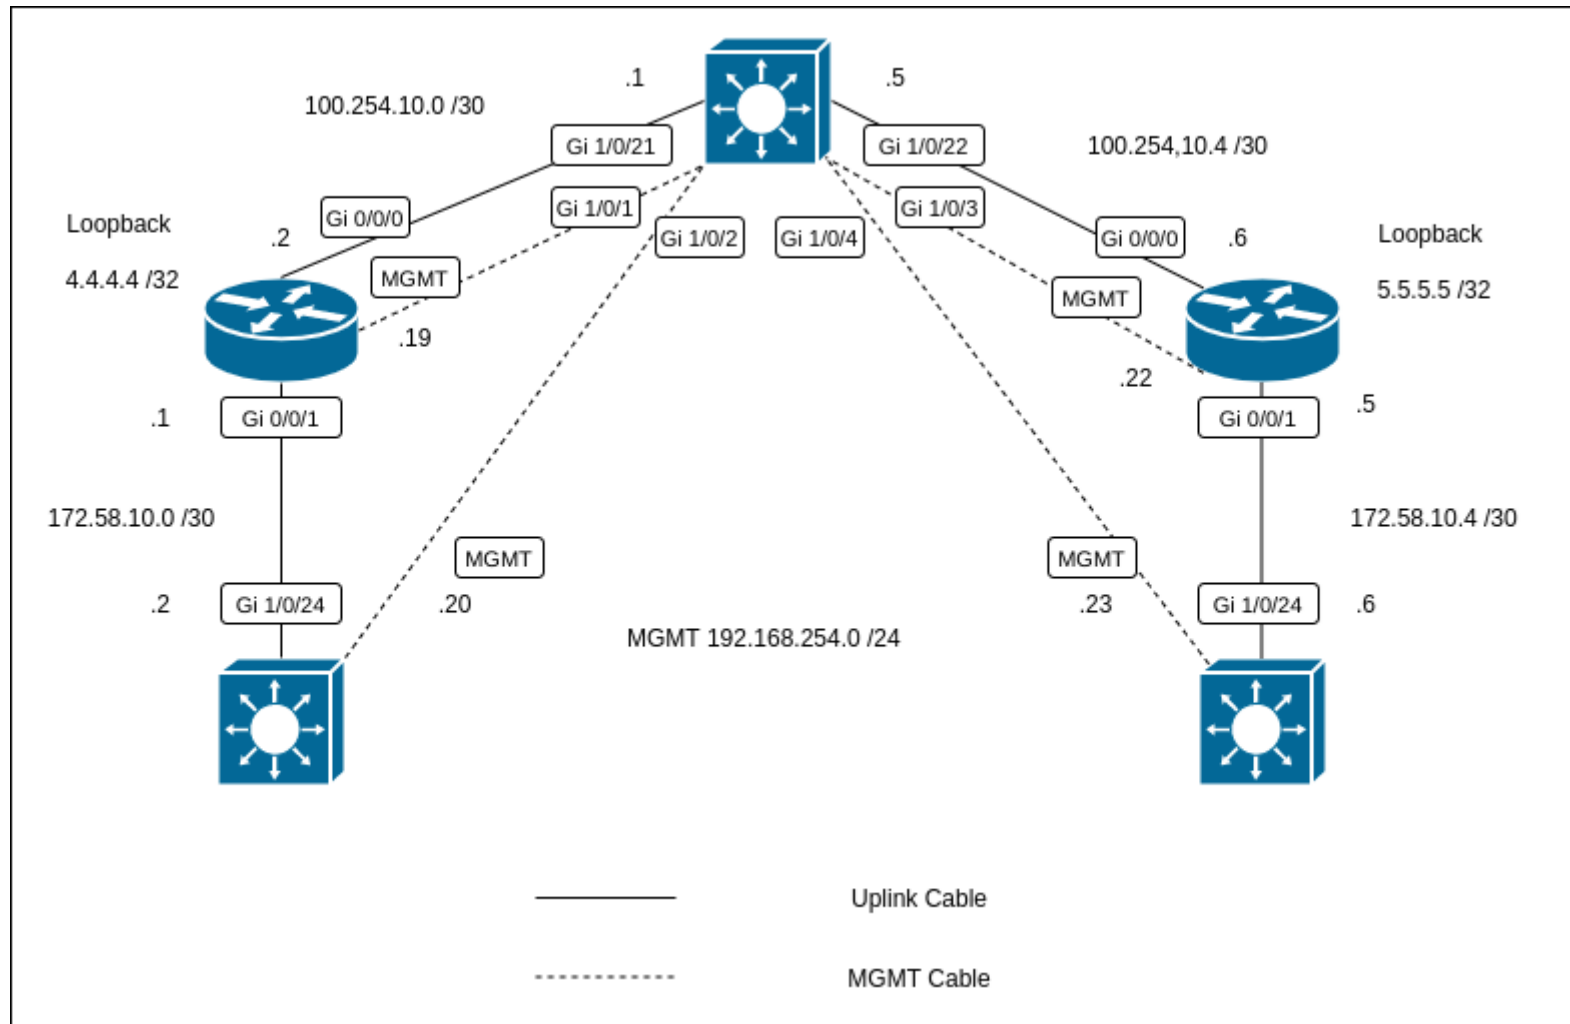 .1
.5
100.254.10.0 /30
Gi 1/0/21
Gi 1/0/22
100.254,10.4 /30
Gi 0/0/0
Gi 1/0/1
Gi 1/0/3
Loopback
.2
Gi 1/0/2
Gi 1/0/4
Gi 0/0/0
.6
Loopback
4.4.4.4 /32
MGMT
MGMT
5.5.5.5 /32
.19
.22
.1
Gi 0/0/1
Gi 0/0/1
.5
172.58.10.0 /30
172.58.10.4 /30
MGMT
MGMT
.2
Gi 1/0/24
.20
.23
Gi 1/0/24
.6
MGMT 192.168.254.0 /24
Uplink Cable
MGMT Cable